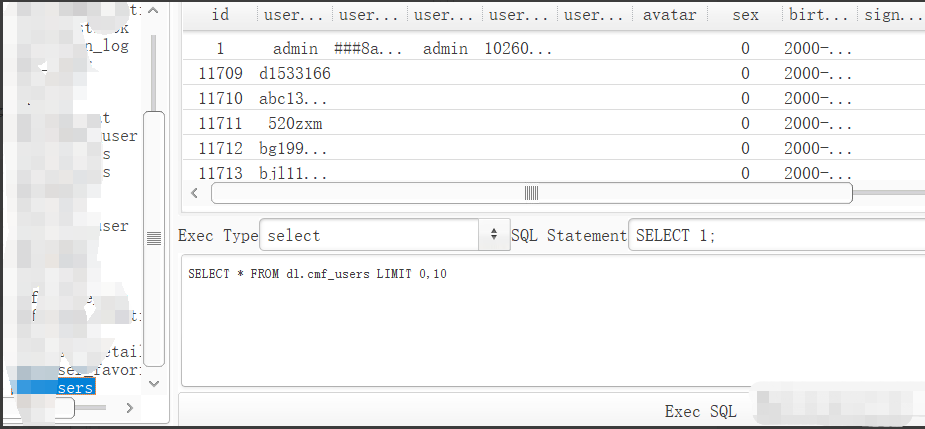 id user... user... user... user... user... avatar sex birt... sign...
1 admin ###8a... admin 10260... 0 2000-...
11709 d1533166 0 2000-...
11710 abc13... 0 2000-...
11711 520zxm 0 2000-...
11712 bg199... 0 2000-...
11713 bjl11... 0 2000-...
n_log
user
user
etail
ser_favori
sers
Exec Type select SQL Statement SELECT 1;
SELECT * FROM dl.cmf_users LIMIT 0,10
Exec SQL